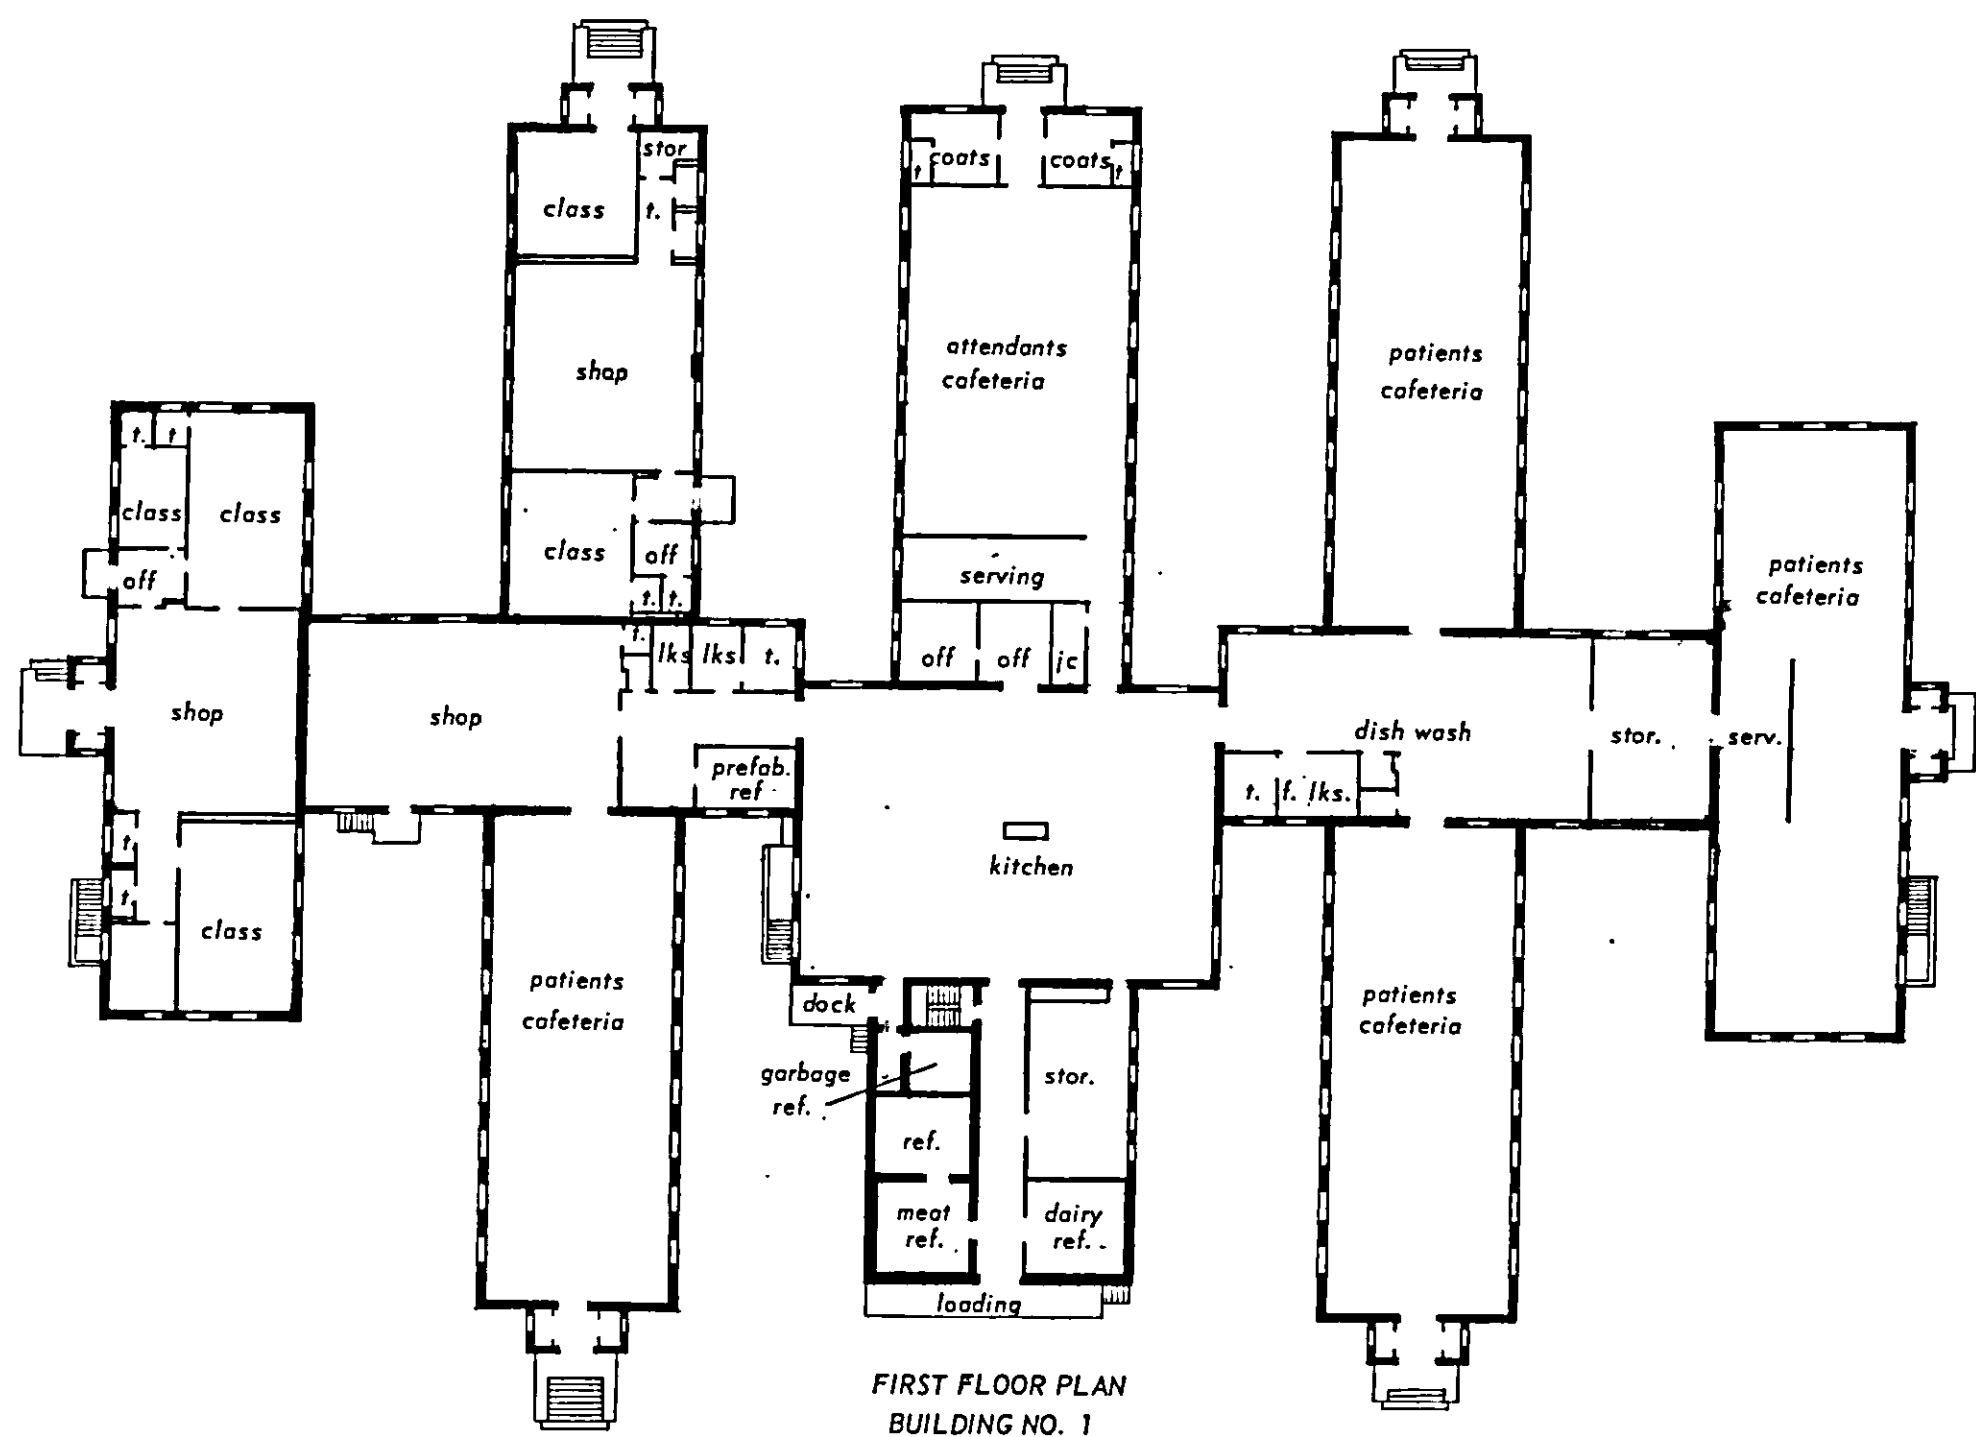 stor
coats
coats
t
t
class
t.
attendants
cafeteria
patients
cafeteria
shop
t.
t
class
class
class
off
off
t.
t.
serving
patients
cafeteria
t.
lks
lks
t.
off
off
jc
shop
shop
dish wash
stor.
serv.
prefab.
ref
t.
f.
lks.
t.
t.
kitchen
class
patients
cafeteria
dock
patients
cafeteria
garbage
ref.
stor.
ref.
meat
ref.
dairy
ref.
loading
FIRST FLOOR PLAN
BUILDING NO. 1